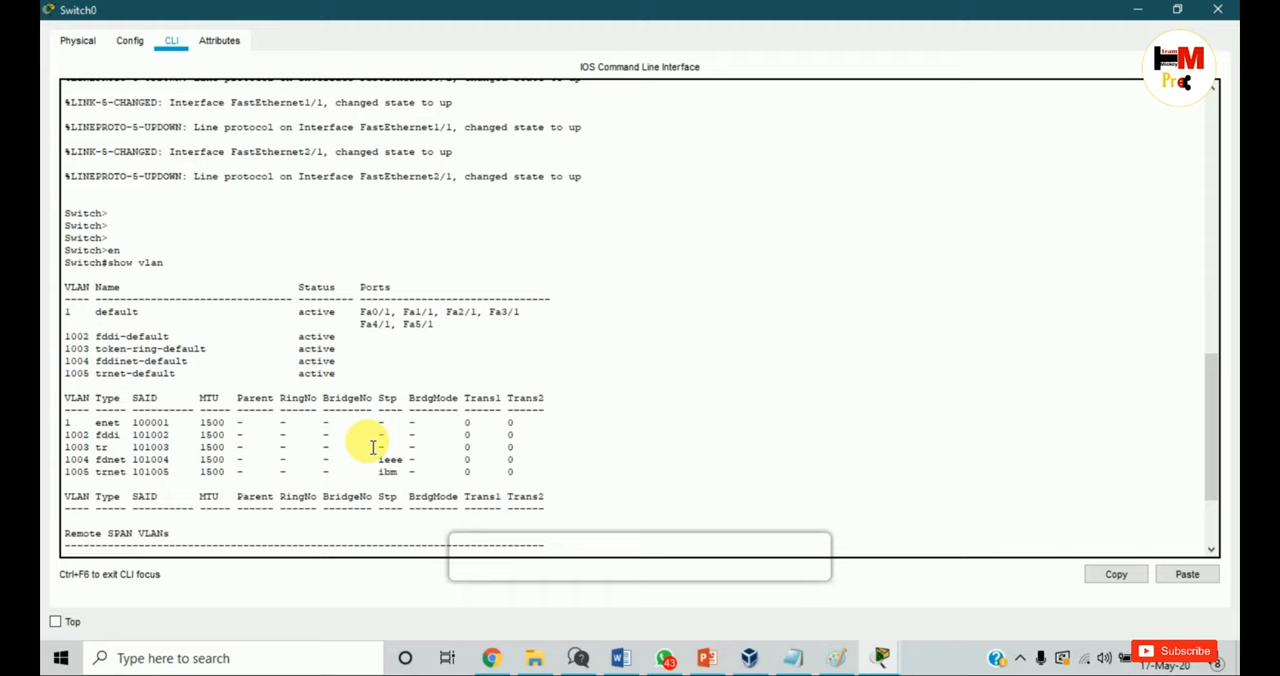 Switch0
Physical Config CLI Attributes
IOS Command Line Interface
Team
HM
Pre
%LINK-5-CHANGED: Interface FastEthernet1/1, changed state to up
%LINEPROTO-5-UPDOWN: Line protocol on Interface FastEthernet1/1, changed state to up
%LINK-5-CHANGED: Interface FastEthernet2/1, changed state to up
%LINEPROTO-5-UPDOWN: Line protocol on Interface FastEthernet2/1, changed state to up
Switch>
Switch>
Switch>
Switch>en
Switch#show vlan
VLAN Name Status Ports
---- -------------------------------- --------- -------------------------------
1 default active Fa0/1, Fa1/1, Fa2/1, Fa3/1
Fa4/1, Fa5/1
1002 fddi-default active
1003 token-ring-default active
1004 fddinet-default active
1005 trnet-default active
VLAN Type SAID MTU Parent RingNo BridgeNo Stp BrdgMode Trans1 Trans2
---- ----- ---------- ----- ------ ------ -------- ---- -------- ------ ------
1 enet 100001 1500 - - - - - 0 0
1002 fddi 101002 1500 - - - - - 0 0
1003 tr 101003 1500 - - - - - 0 0
1004 fdnet 101004 1500 - - - ieee - 0 0
1005 trnet 101005 1500 - - - ibm - 0 0
VLAN Type SAID MTU Parent RingNo BridgeNo Stp BrdgMode Trans1 Trans2
---- ----- ---------- ----- ------ ------ -------- ---- -------- ------ ------
Remote SPAN VLANs
------------------------------------------------------------------------------
Ctrl+F6 to exit CLI focus
Copy Paste
Top
Type here to search
43
Subscribe
17-May-20
8